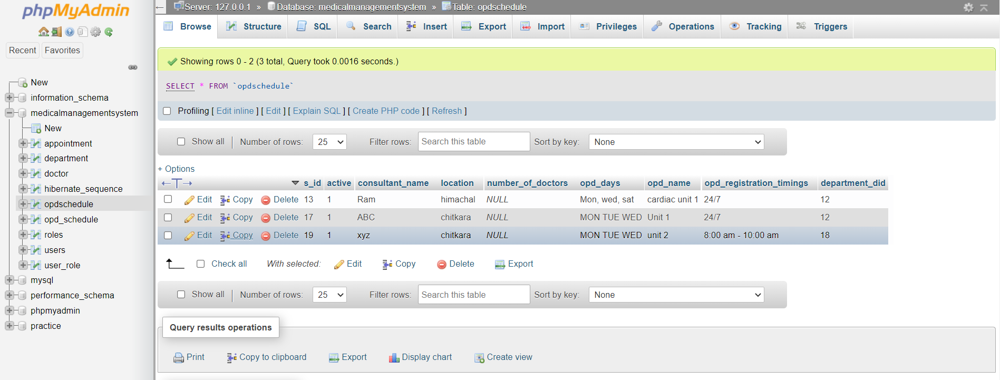 phpMyAdmin
Recent Favorites
New
information_schema
medicalmanagementsystem
New
appointment
department
doctor
hibernate_sequence
opdschedule
opd_schedule
roles
users
user_role
mysql
performance_schema
phpmyadmin
practice
Server: 127.0.0.1 » Database: medicalmanagementsystem » Table: opdschedule
Browse Structure SQL Search Insert Export Import Privileges Operations Tracking Triggers
Showing rows 0 - 2 (3 total, Query took 0.0016 seconds.)
SELECT * FROM `opdschedule`
Profiling [ Edit inline ] [ Edit ] [ Explain SQL ] [ Create PHP code ] [ Refresh ]
Show all Number of rows: 25 Filter rows: Search this table Sort by key: None
+ Options
s_id active consultant_name location number_of_doctors opd_days opd_name opd_registration_timings department_did
Edit Copy Delete 13 1 Ram himachal NULL Mon, wed, sat cardiac unit 1 24/7 12
Edit Copy Delete 17 1 ABC chitkara NULL MON TUE WED Unit 1 24/7 12
Edit Copy Delete 19 1 xyz chitkara NULL MON TUE WED unit 2 8:00 am - 10:00 am 18
Check all With selected: Edit Copy Delete Export
Show all Number of rows: 25 Filter rows: Search this table Sort by key: None
Query results operations
Print Copy to clipboard Export Display chart Create view